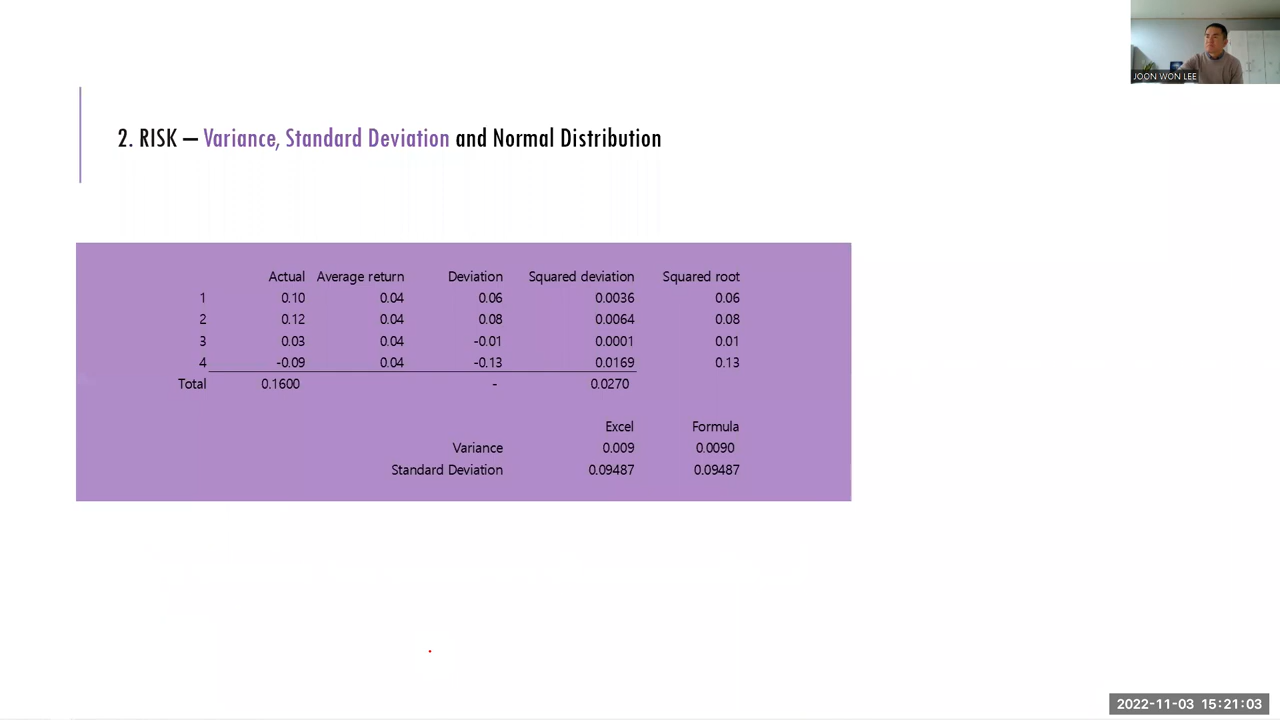 JOON WON LEE
2. RISK – Variance, Standard Deviation and Normal Distribution
Actual Average return Deviation Squared deviation Squared root
1 0.10 0.04 0.06 0.0036 0.06
2 0.12 0.04 0.08 0.0064 0.08
3 0.03 0.04 -0.01 0.0001 0.01
4 -0.09 0.04 -0.13 0.0169 0.13
Total 0.1600 - 0.0270
Excel Formula
Variance 0.009 0.0090
Standard Deviation 0.09487 0.09487
2022-11-03 15:21:03